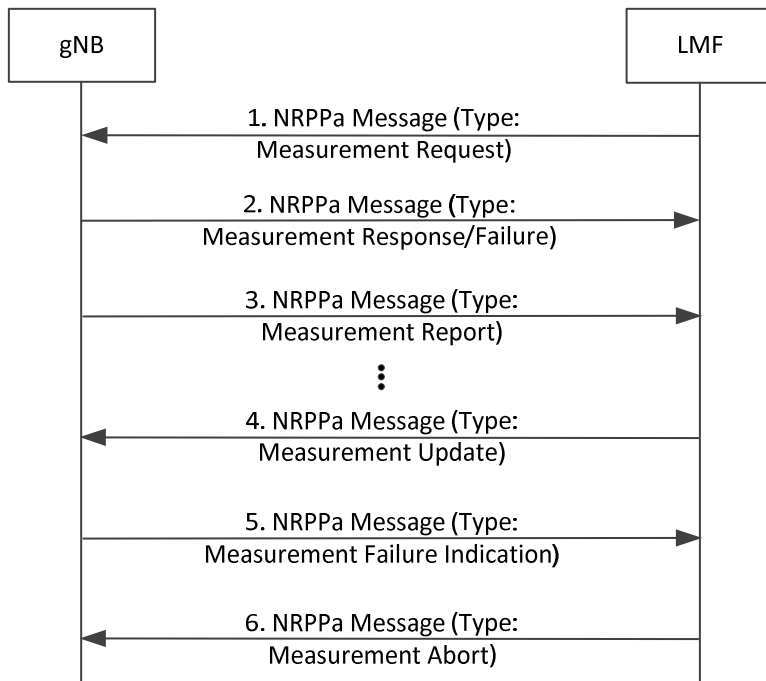 gNB
LMF
1. NRPPa Message (Type:
Measurement Request)
2. NRPPa Message (Type:
Measurement Response/Failure)
3. NRPPa Message (Type:
Measurement Report)
4. NRPPa Message (Type:
Measurement Update)
5. NRPPa Message (Type:
Measurement Failure Indication)
6. NRPPa Message (Type:
Measurement Abort)